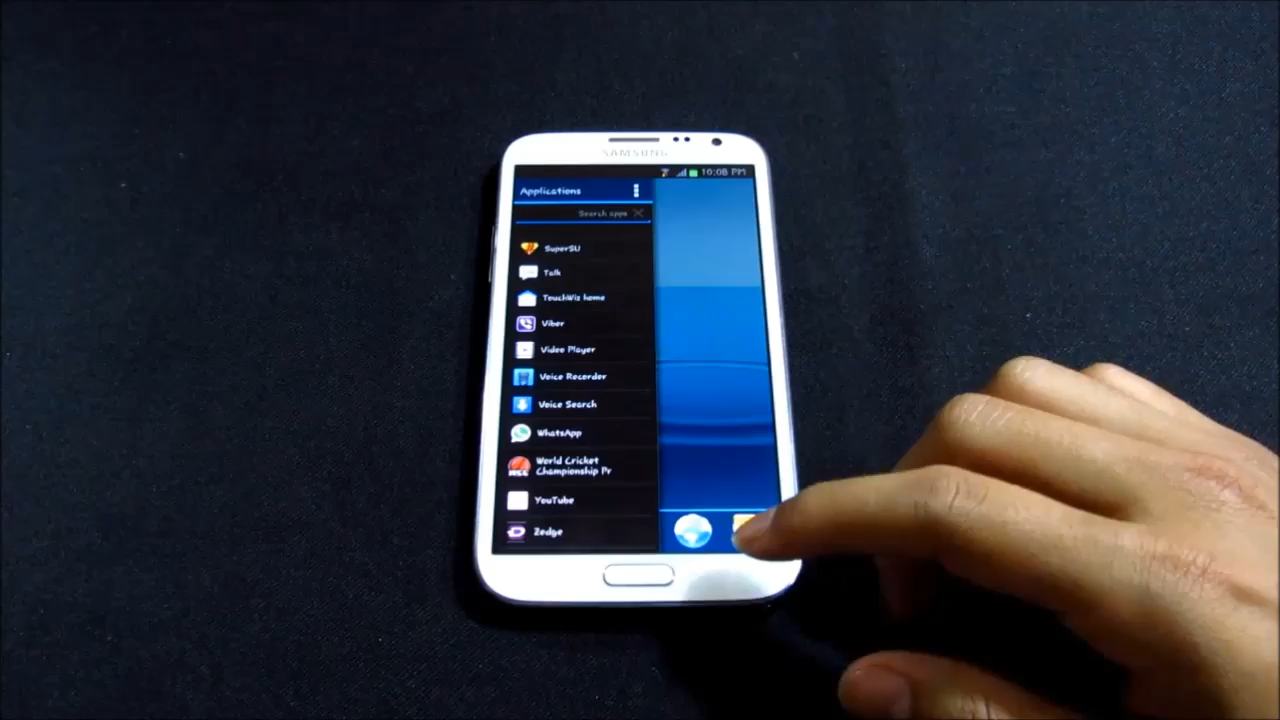 SAMSUNG
10:08 PM
Applications
Search apps
SuperSU
Talk
TouchWiz home
Viber
Video Player
Voice Recorder
Voice Search
WhatsApp
World Cricket
Championship Pr
YouTube
Zedge